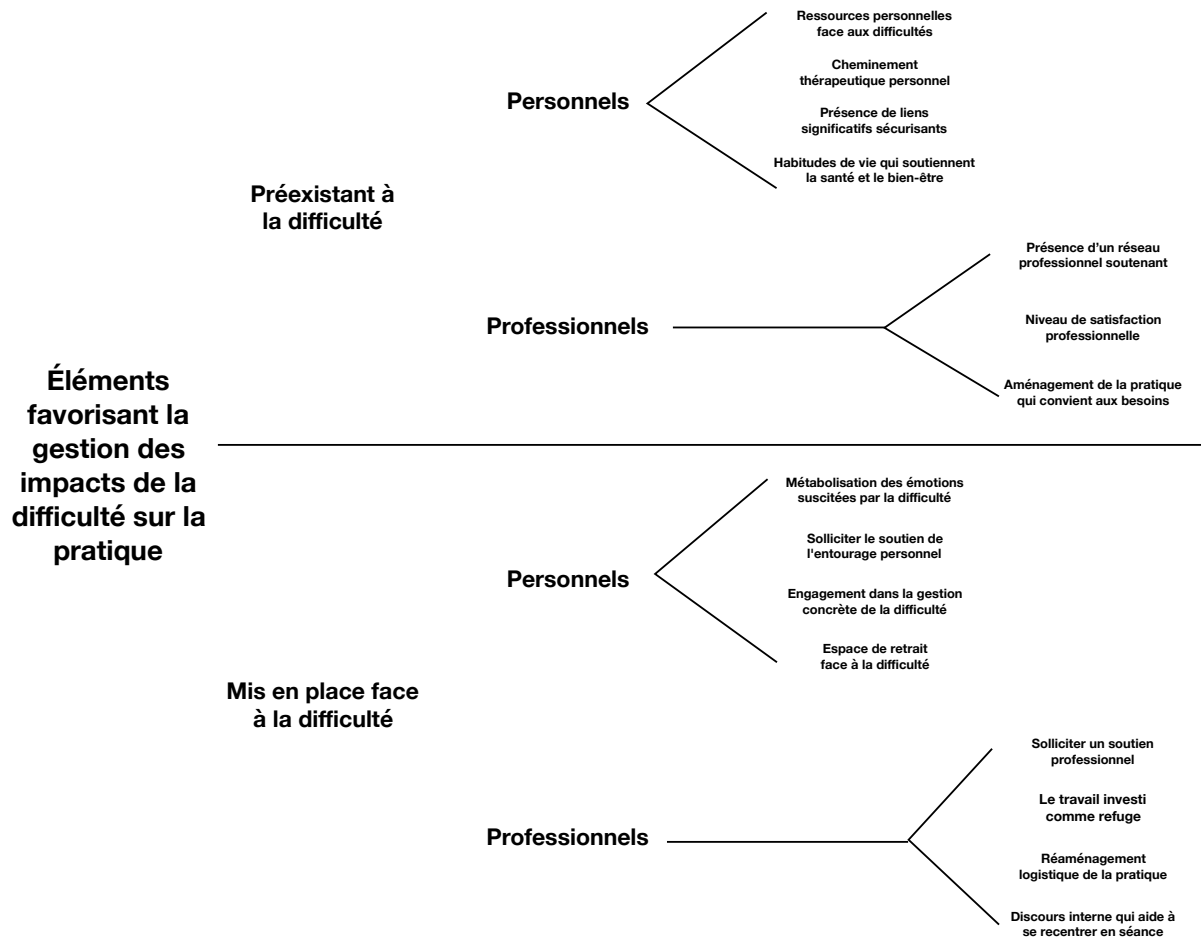 Éléments
favorisant la
gestion des
impacts de la
difficulté sur la
pratique
Préexistant à
la difficulté
Personnels
Ressources personnelles
face aux difficultés
Cheminement
thérapeutique personnel
Présence de liens
significatifs sécurisants
Habitudes de vie qui soutiennent
la santé et le bien-être
Professionnels
Présence d'un réseau
professionnel soutenant
Niveau de satisfaction
professionnelle
Aménagement de la pratique
qui convient aux besoins
Mis en place face
à la difficulté
Personnels
Métabolisation des émotions
suscitées par la difficulté
Solliciter le soutien de
l'entourage personnel
Engagement dans la gestion
concrète de la difficulté
Espace de retrait
face à la difficulté
Professionnels
Solliciter un soutien
professionnel
Le travail investi
comme refuge
Réaménagement
logistique de la pratique
Discours interne qui aide à
se recentrer en séance